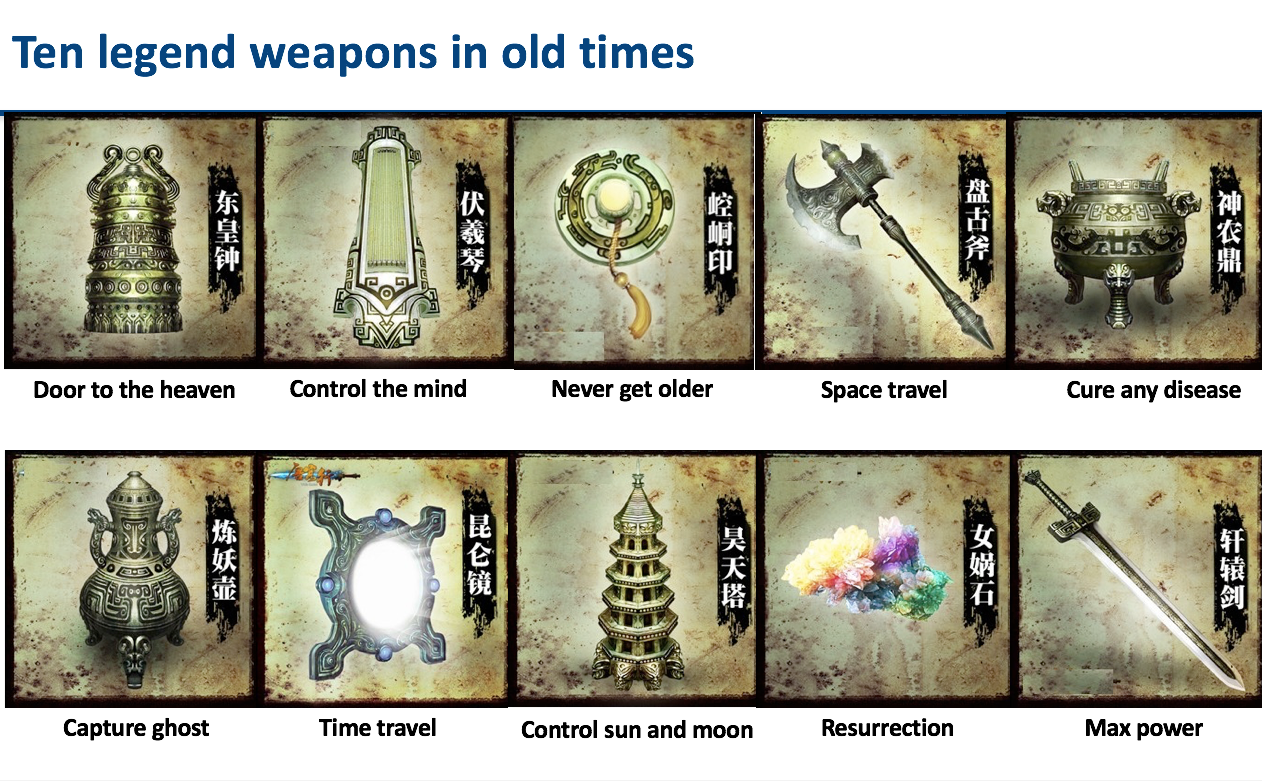 Ten legend weapons in old times
东皇钟
伏羲琴
崆峒印
盘古斧
神农鼎
Door to the heaven
Control the mind
Never get older
Space travel
Cure any disease
炼妖壶
昆仑镜
昊天塔
女娲石
轩辕剑
Capture ghost
Time travel
Control sun and moon
Resurrection
Max power